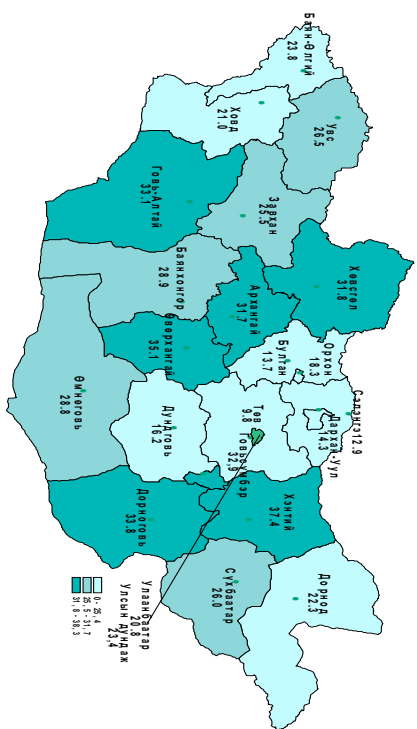 Баян-Өлгий
23.8
Увс
26.5
Ховд
21.0
Говь-Алтай
33.1
Завхан
25.5
Хөвсгөл
31.8
Баянхонгор
28.9
Архангай
31.7
Булган
13.7
Орхон
18.3
Сэлэнгэ12.9
Дархан-Уул
14.3
Өверхангай
35.1
Өмнөговь
28.8
Дундговь
16.2
Төв
9.8
Говьсүмбэр
32,9
Хэнтий
37.4
Дорноговь
33.8
Сүхбаатар
26.0
Дорнод
22.3
Улаанбаатар
20.8
Улсын дундаж
23,4
0 - 25, 4
25, 5 - 31, 7
31, 8 - 38, 3